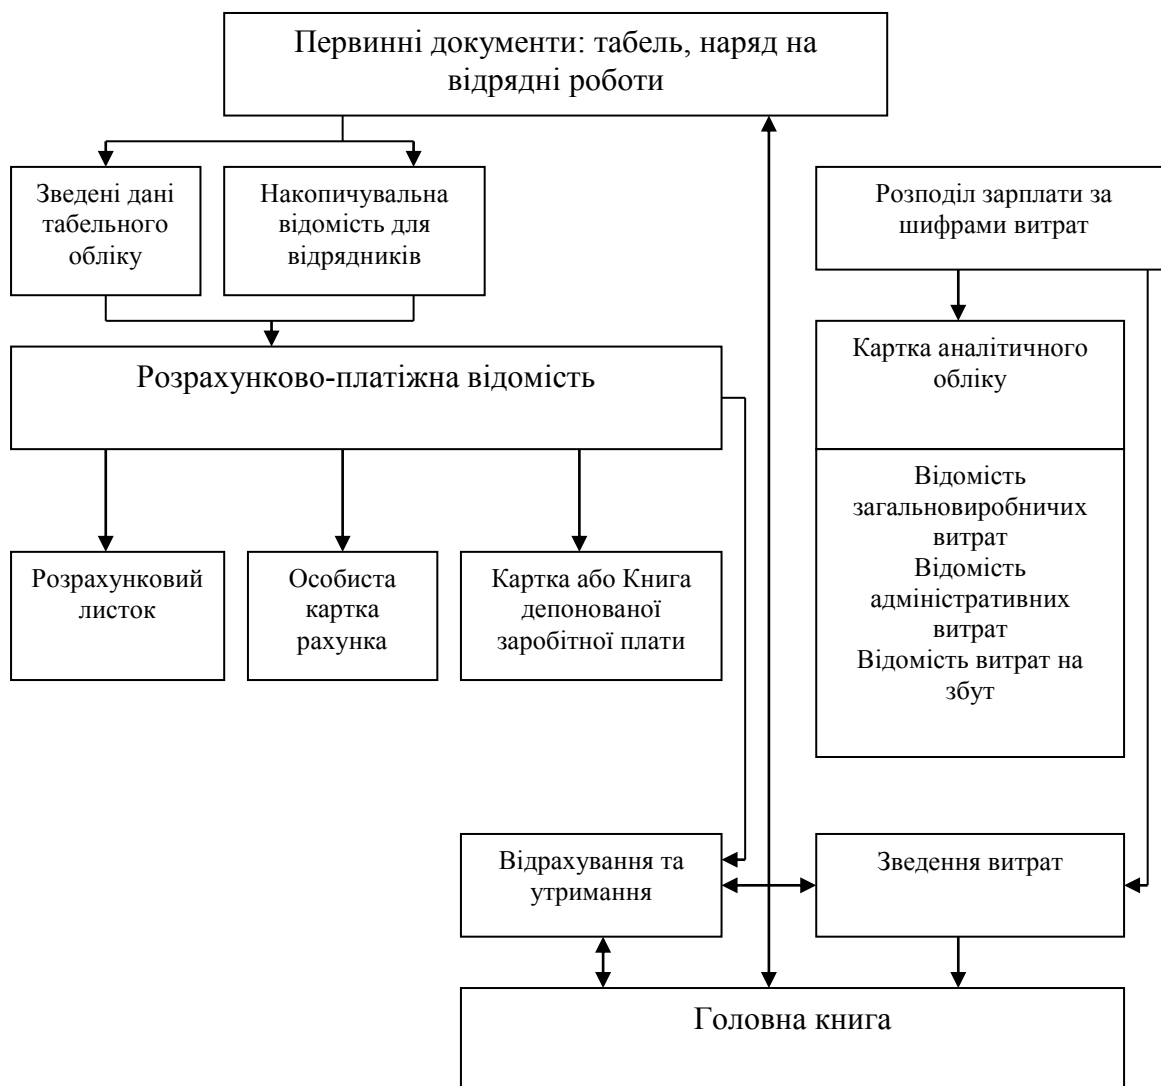 Первинні документи: табель, наряд на
відрядні роботи
Зведені дані
табельного
обліку
Накопичувальна
відомість для
відрядників
Розподіл зарплати за
шифрами витрат
Розрахунково-платіжна відомість
Картка аналітичного
обліку
Відомість
загальновиробничих
витрат
Відомість
адміністративних
витрат
Відомість витрат на
збут
Розрахунковий
листок
Особиста
картка
рахунка
Картка або Книга
депонованої
заробітної плати
Відрахування та
утримання
Зведення витрат
Головна книга